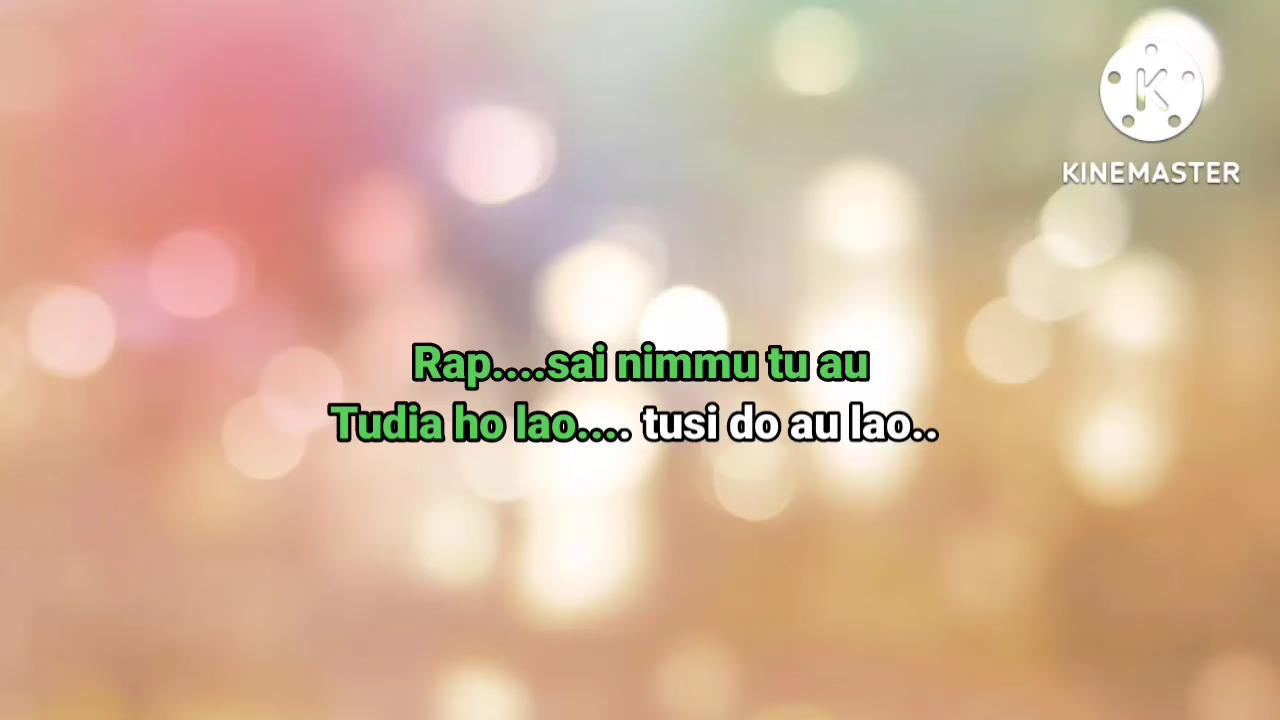 KINEMASTER
Rap....sai nimmu tu au
Tudia ho lao.... tusi do au lao..